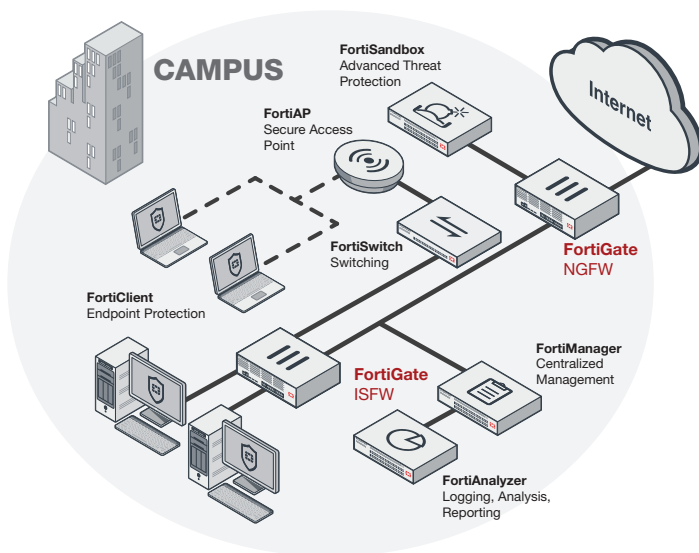 CAMPUS
FortiSandbox
Advanced Threat
Protection
Internet
FortiAP
Secure Access
Point
FortiSwitch
Switching
FortiGate
NGFW
FortiClient
Endpoint Protection
FortiManager
Centralized
Management
FortiGate
ISFW
FortiAnalyzer
Logging, Analysis,
Reporting